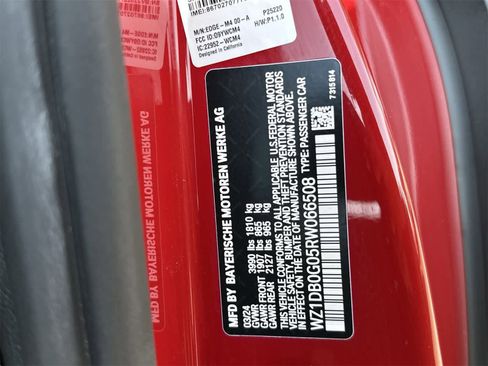 IMEI:86702707
M/N:EDGE-M4 00-A P2522D
FCC ID:O9YWCM4 H/W:P1.1.0
IC:22952-WCM4
Designed in California
MFD BY BAYERISCHE MOTOREN WERKE AG
03/24
GVWR 3990 lbs 1810 kg
GAWR FRONT 1907 lbs 865 kg
GAWR REAR 2127 lbs 965 kg
THIS VEHICLE CONFORMS TO ALL APPLICABLE U.S. FEDERAL MOTOR
VEHICLE SAFETY, BUMPER AND THEFT PREVENTION STANDARDS
IN EFFECT ON THE DATE OF MANUFACTURE SHOWN ABOVE.
TYPE: PASSENGER CAR
WZ1DB0G05RW066508
7315814